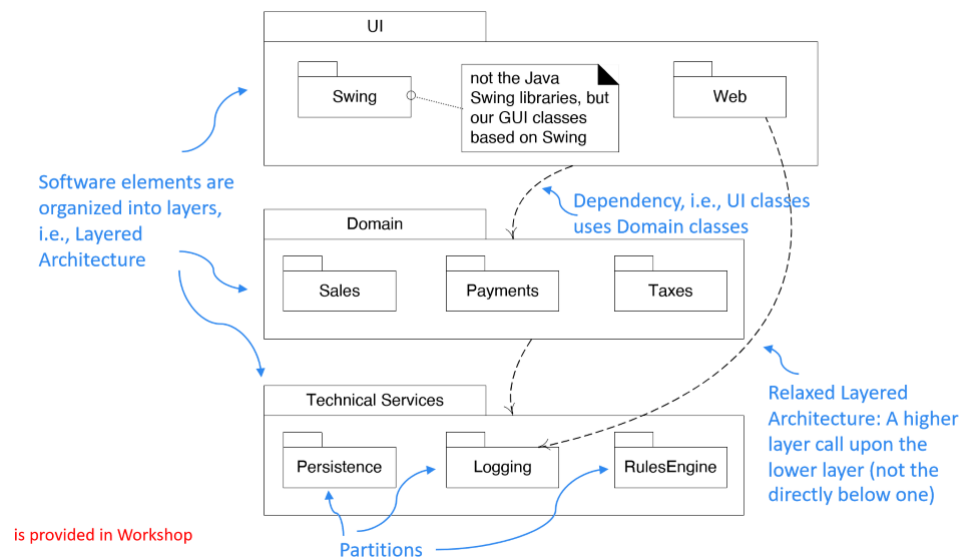 UI
Swing
not the Java
Swing libraries, but
our GUI classes
based on Swing
Web
Software elements are
organized into layers,
i.e., Layered
Architecture
Dependency, i.e., UI classes
uses Domain classes
Domain
Sales
Payments
Taxes
Relaxed Layered
Architecture: A higher
layer call upon the
lower layer (not the
directly below one)
Technical Services
Persistence
Logging
RulesEngine
is provided in Workshop
Partitions